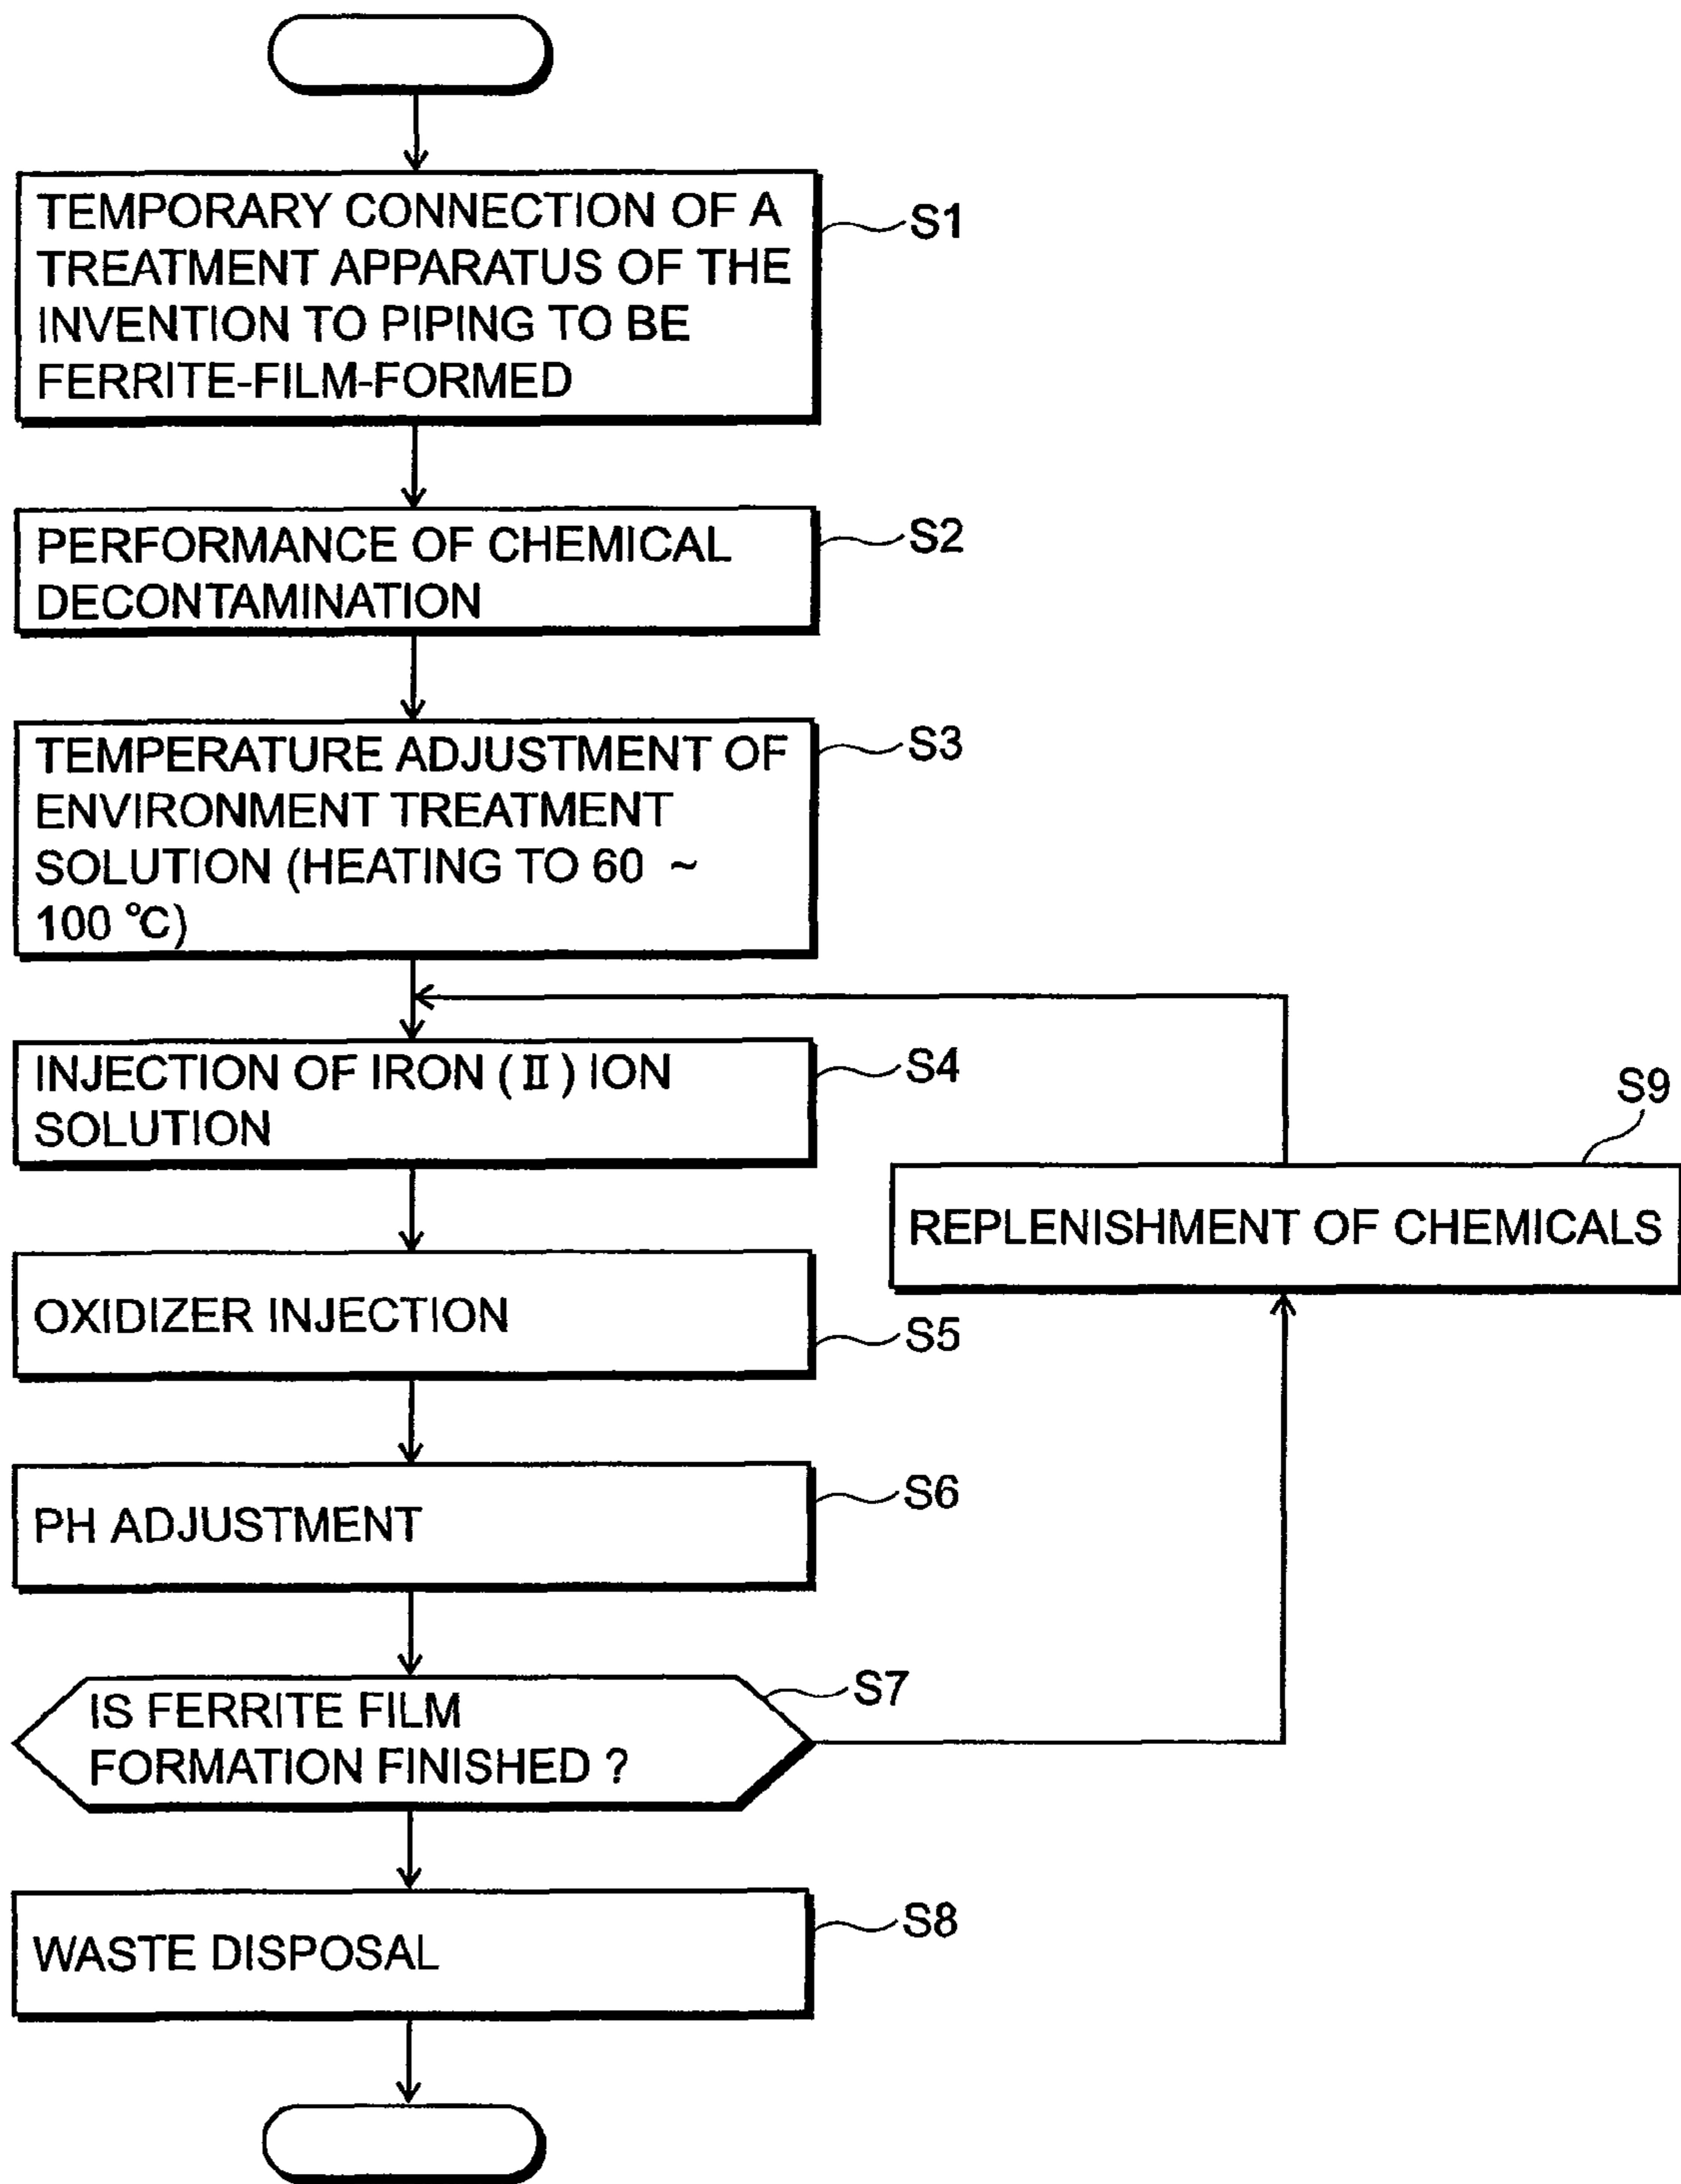 TEMPORARY CONNECTION OF A
TREATMENT APPARATUS OF THE
INVENTION TO PIPING TO BE
FERRITE-FILM-FORMED
S1
PERFORMANCE OF CHEMICAL
DECONTAMINATION
S2
TEMPERATURE ADJUSTMENT OF
ENVIRONMENT TREATMENT
SOLUTION (HEATING TO 60 ~
100 ℃)
S3
INJECTION OF IRON (Ⅱ) ION
SOLUTION
S4
S9
REPLENISHMENT OF CHEMICALS
OXIDIZER INJECTION
S5
PH ADJUSTMENT
S6
IS FERRITE FILM
FORMATION FINISHED ?
S7
WASTE DISPOSAL
S8